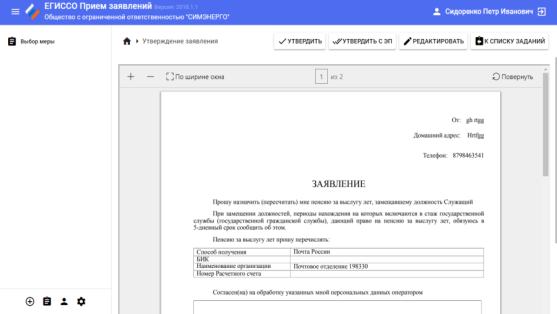 ЕГИССО Прием заявлений Версия: 2018.1.1
Общество с ограниченной ответственностью "СИМЭНЕРГО"
Сидоренко Петр Иванович
Выбор меры
Утверждение заявления
УТВЕРДИТЬ
УТВЕРДИТЬ С ЭП
РЕДАКТИРОВАТЬ
К СПИСКУ ЗАДАНИЙ
По ширине окна
1 из 2
Повернуть
От: gh rtgg
Домашний адрес: Hrtfgg
Телефон: 8798463541
ЗАЯВЛЕНИЕ
Прошу назначить (пересчитать) мне пенсию за выслугу лет, замещавшему должность Служащий
При замещении должностей, периоды нахождения на которых включаются в стаж государственной
службы (государственной гражданской службы), дающий право на пенсию за выслугу лет, обязуюсь в
5-дневный срок сообщить об этом.
Пенсию за выслугу лет прошу перечислять:
Способ получения Почта России
БИК
Наименование организации Почтовое отделение 198330
Номер Расчетного счета
Согласен(на) на обработку указанных мной персональных данных оператором